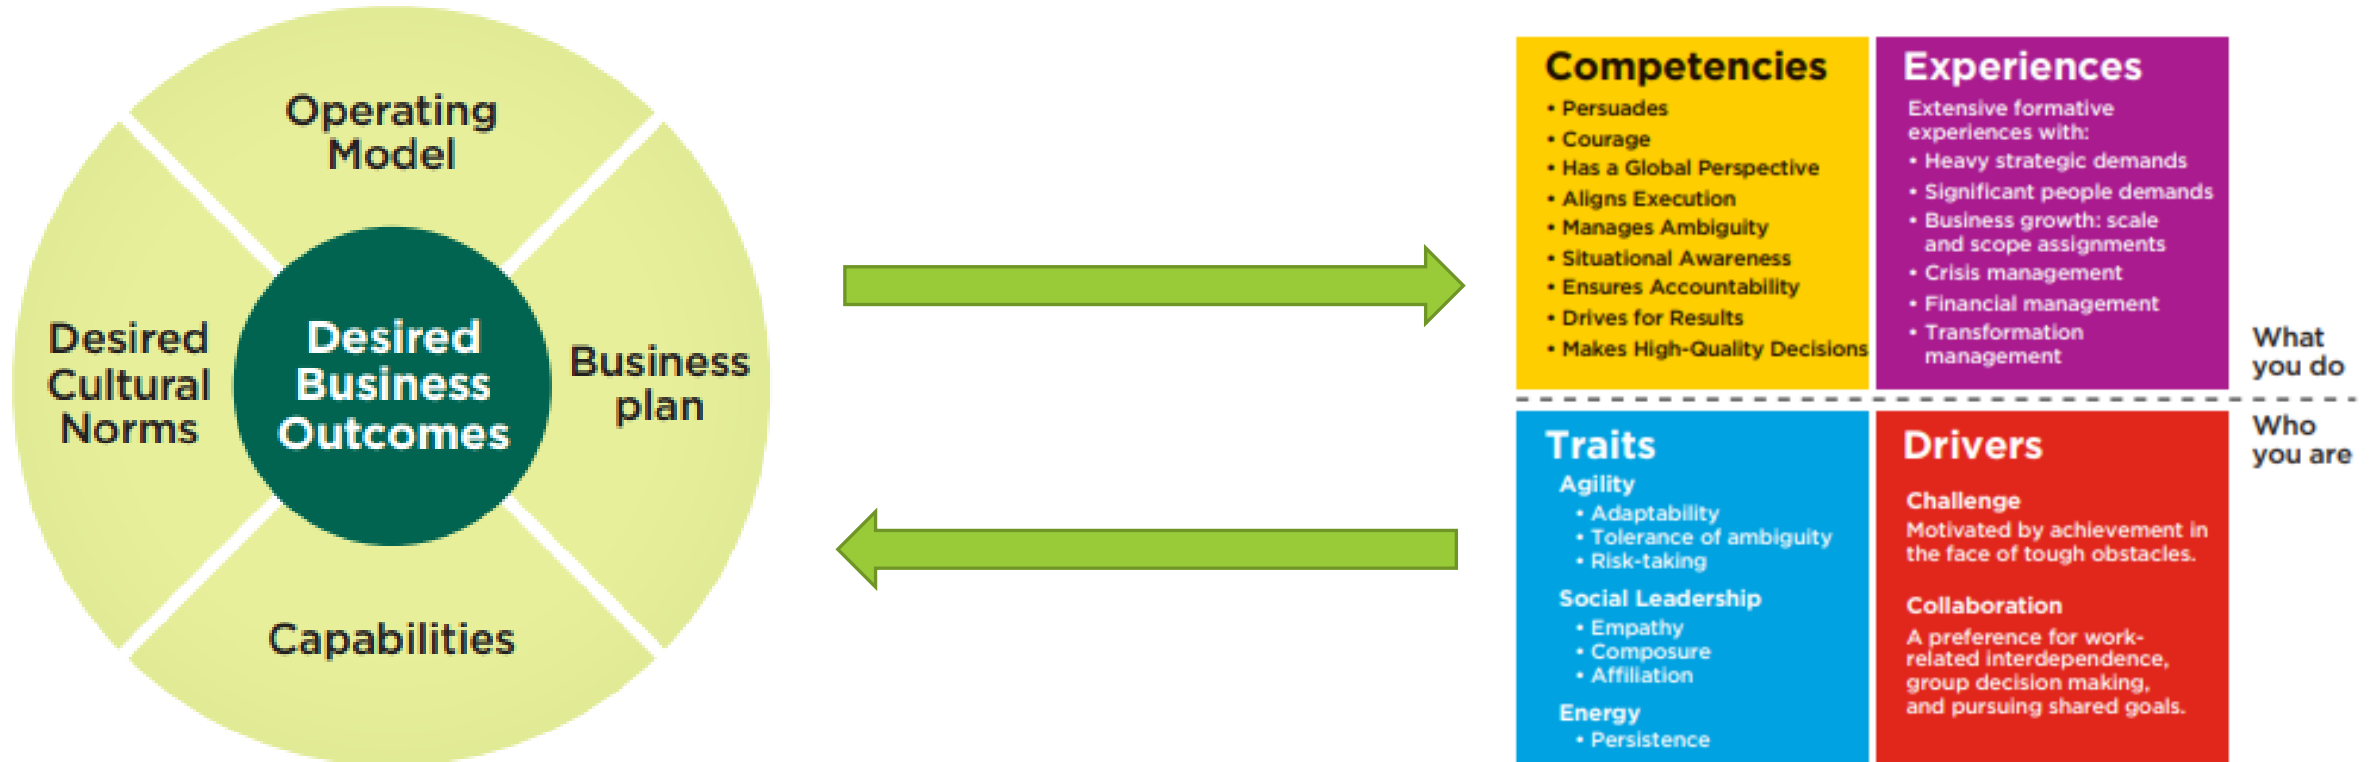 Operating
Model
Desired
Cultural
Norms
Desired
Business
Outcomes
Business
plan
Capabilities
Competencies
• Persuades
• Courage
• Has a Global Perspective
• Aligns Execution
• Manages Ambiguity
• Situational Awareness
• Ensures Accountability
• Drives for Results
• Makes High-Quality Decisions
Experiences
Extensive formative
experiences with:
• Heavy strategic demands
• Significant people demands
• Business growth: scale
and scope assignments
• Crisis management
• Financial management
• Transformation
management
What
you do
Who
you are
Traits
Agility
• Adaptability
• Tolerance of ambiguity
• Risk-taking
Social Leadership
• Empathy
• Composure
• Affiliation
Energy
• Persistence
Drivers
Challenge
Motivated by achievement in
the face of tough obstacles.
Collaboration
A preference for work-
related interdependence,
group decision making,
and pursuing shared goals.